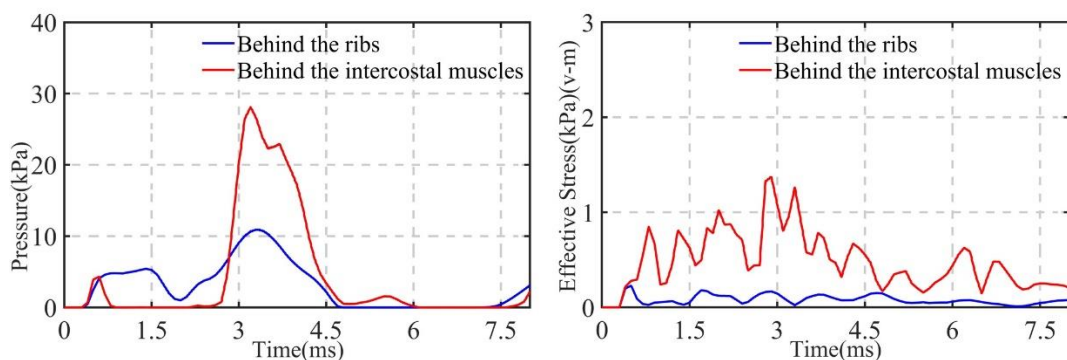 40
30
20
10
0
Pressure(kPa)
Behind the ribs
Behind the intercostal muscles
0 1.5 3 4.5 6 7.5
Time(ms)
3
2
1
0
Effective Stress(kPa)(v-m)
Behind the ribs
Behind the intercostal muscles
0 1.5 3 4.5 6 7.5
Time(ms)